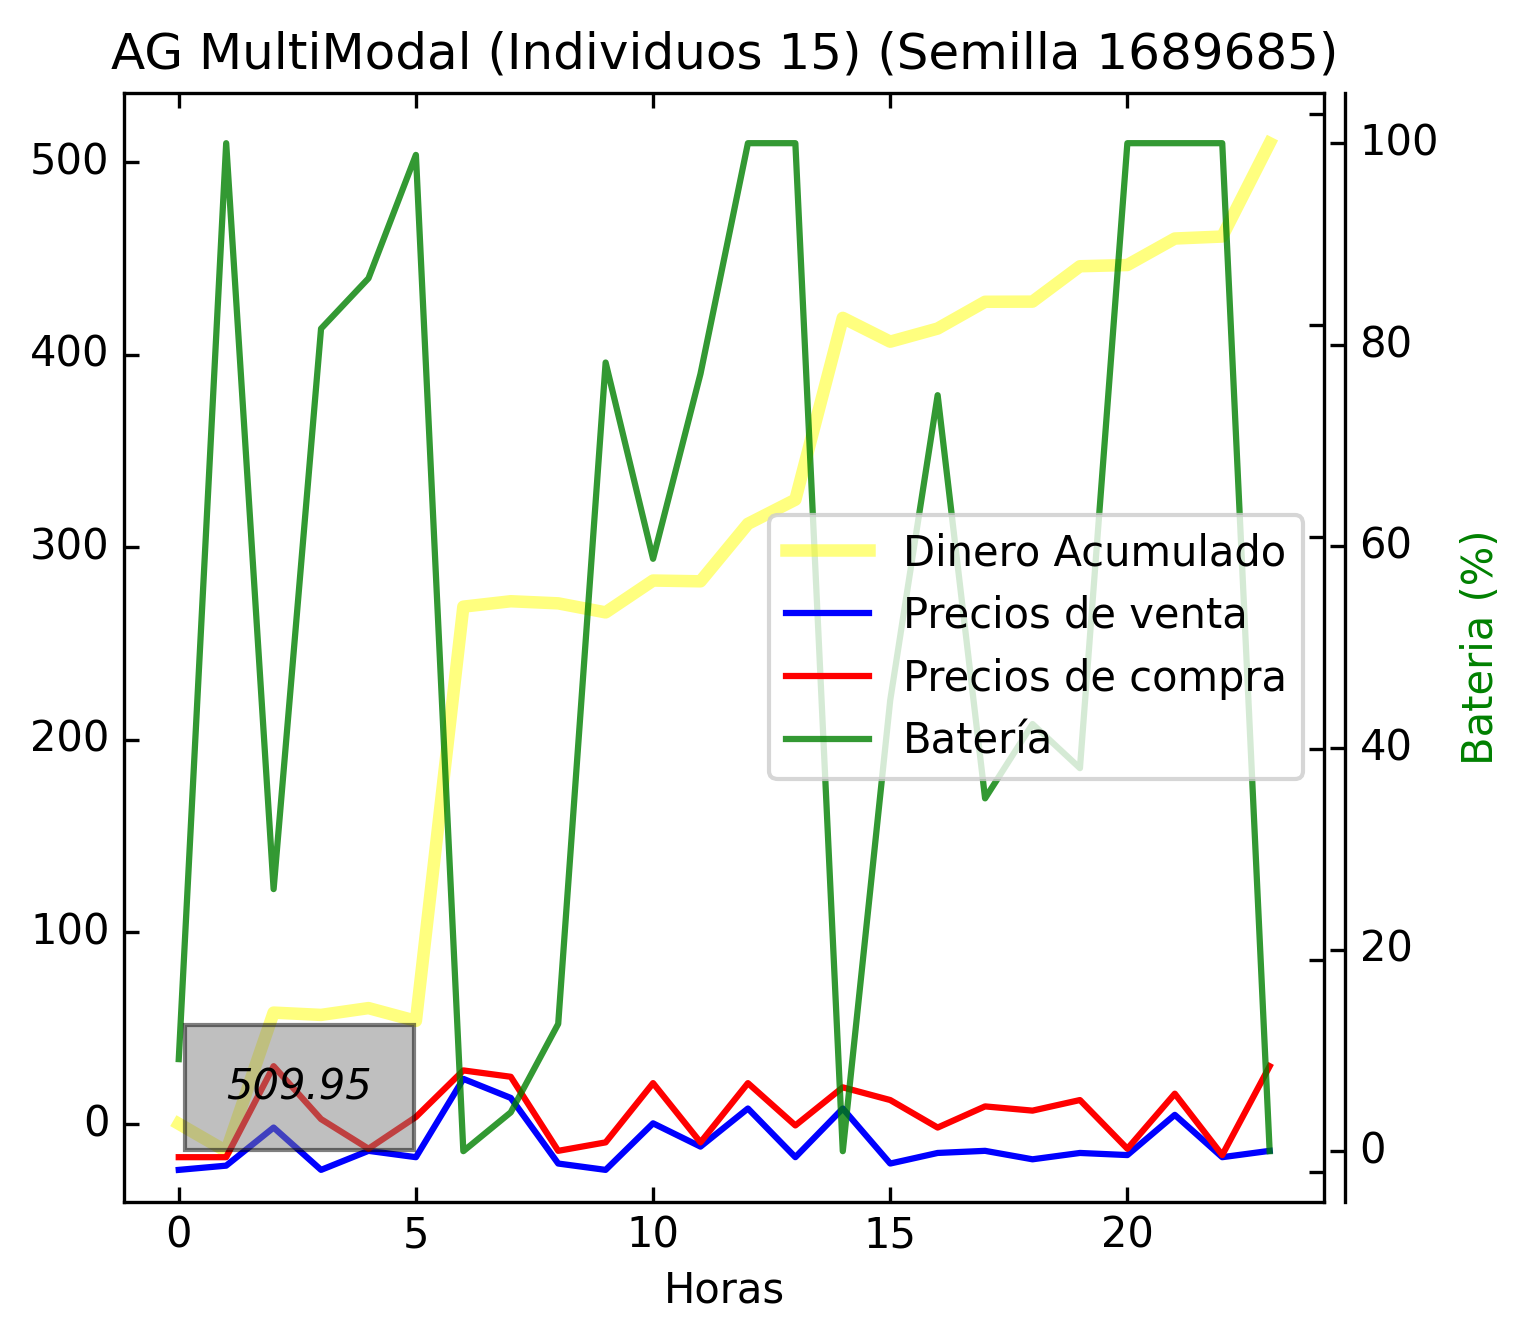 AG MultiModal (Individuos 15) (Semilla 1689685)
500
400
300
200
100
0
100
80
60
40
20
0
Bateria (%)
Dinero Acumulado
Precios de venta
Precios de compra
Batería
509.95
0 5 10 15 20
Horas